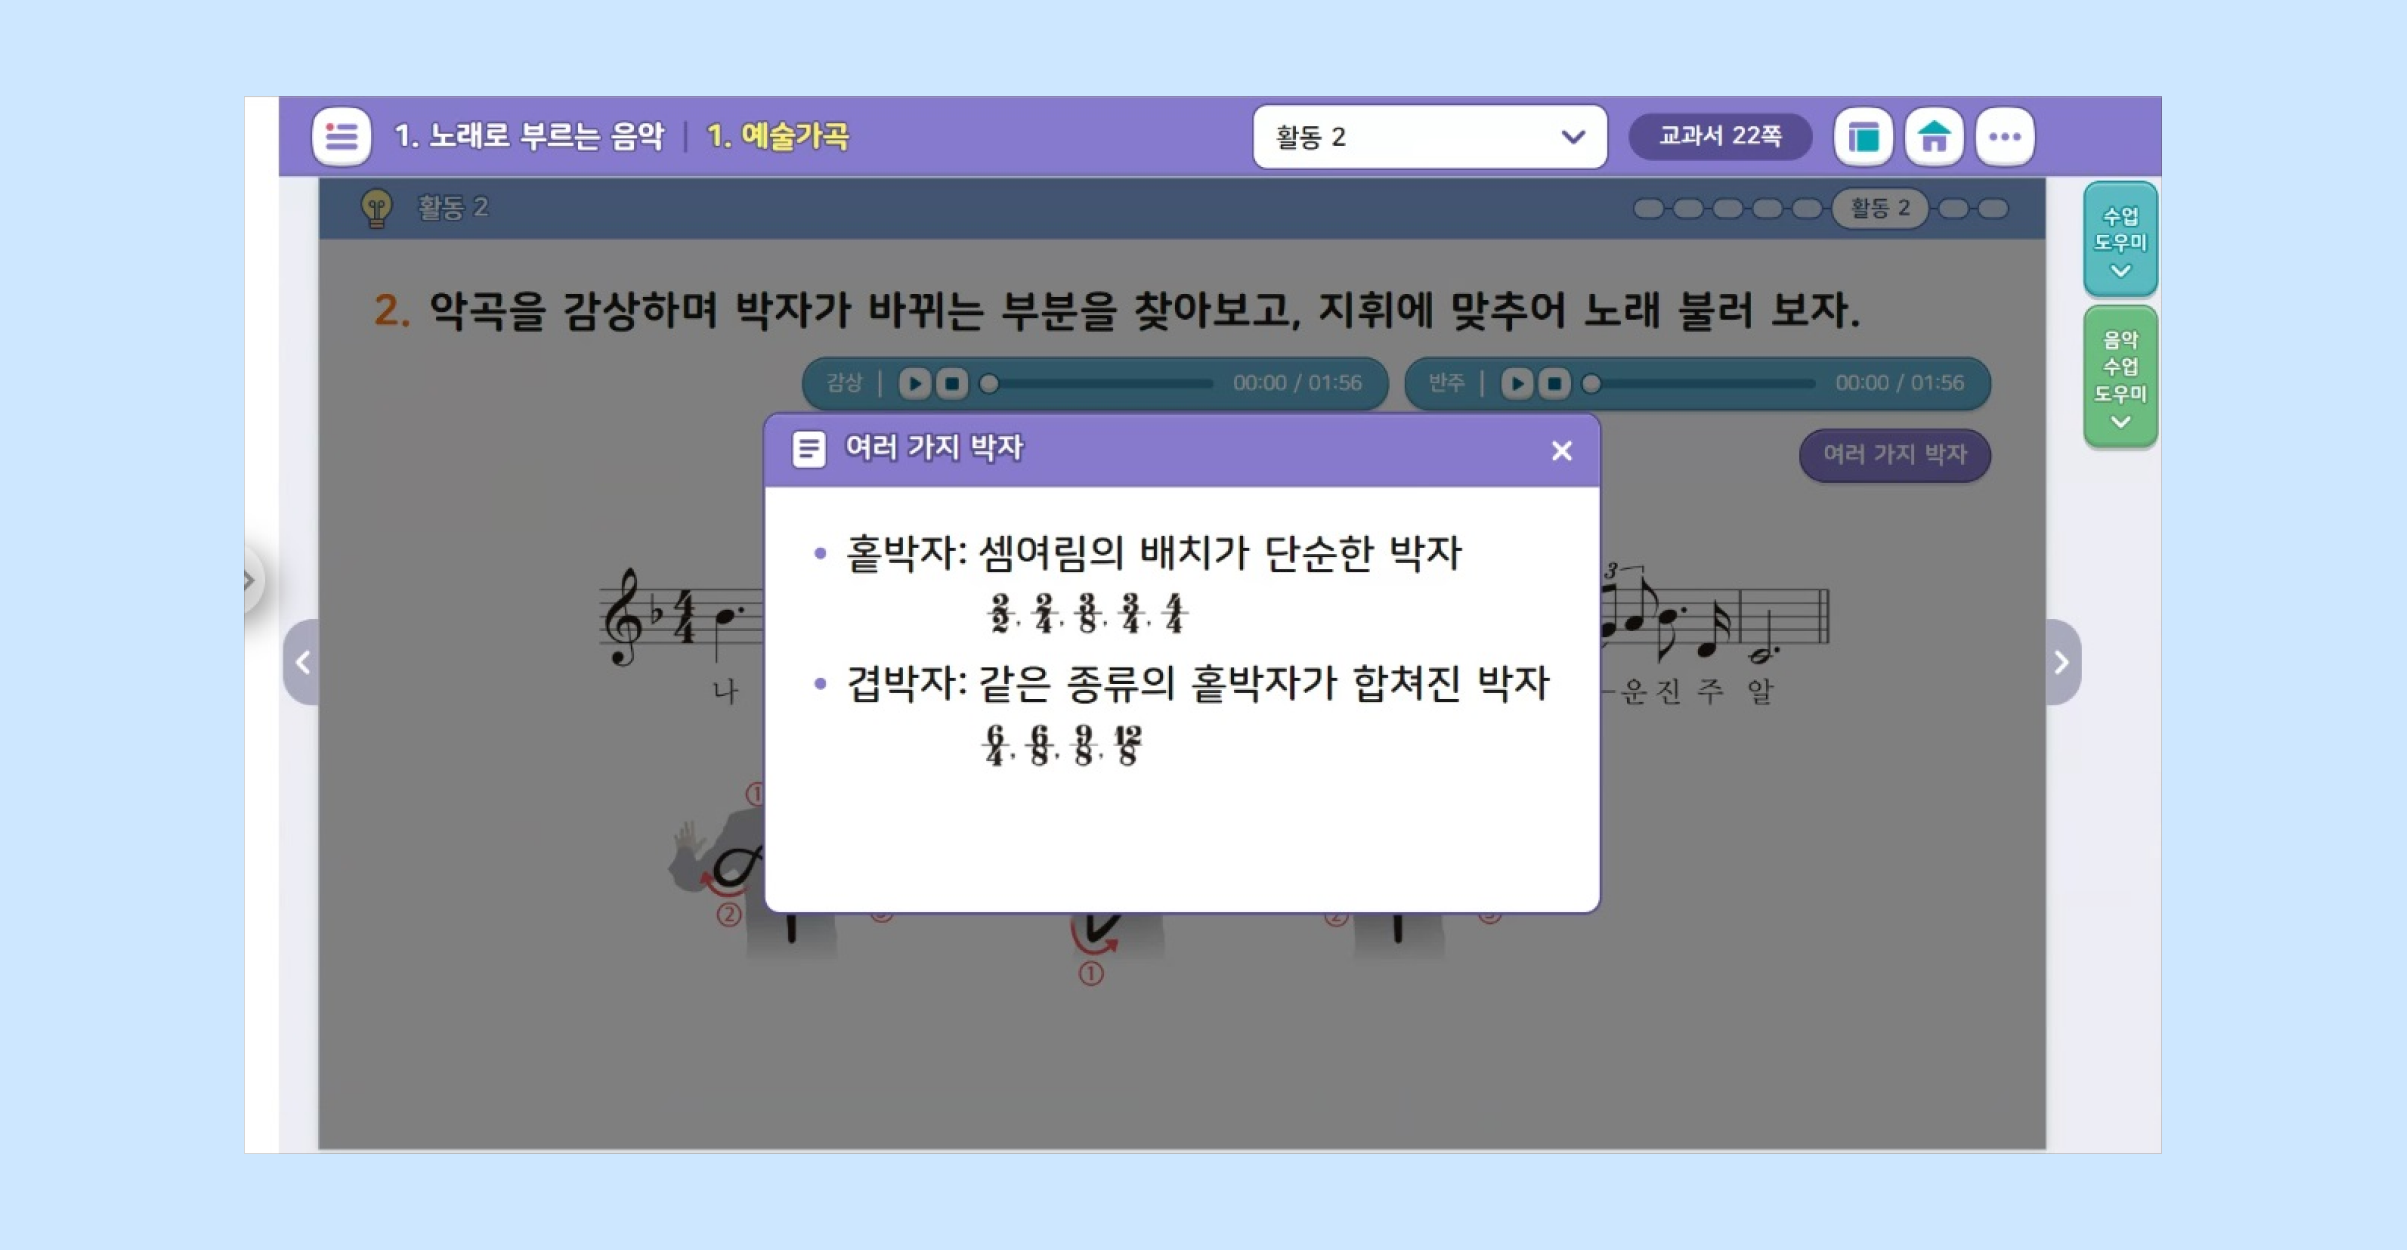 1. 노래로 부르는 음악 | 1. 예술가곡
활동 2
교과서 22쪽
활동 2
활동 2
수업
도우미
음악
수업
도우미
2. 악곡을 감상하며 박자가 바뀌는 부분을 찾아보고, 지휘에 맞추어 노래 불러 보자.
감상 | 00:00 / 01:56
반주 | 00:00 / 01:56
여러 가지 박자
여러 가지 박자
• 홑박자: 셈여림의 배치가 단순한 박자
2/2, 2/4, 3/8, 3/4, 4/4
• 겹박자: 같은 종류의 홑박자가 합쳐진 박자
6/4, 6/8, 9/8, 12/8
4/4
3
나
-운 진 주 알
①
②
①